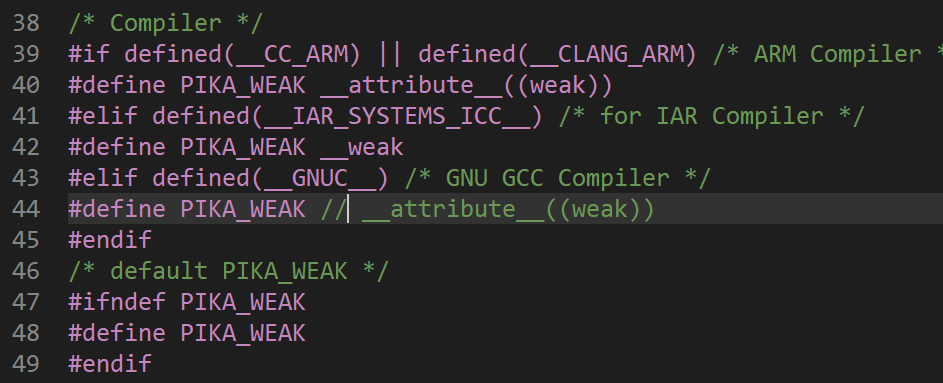 38 /* Compiler */
39 #if defined(__CC_ARM) || defined(__CLANG_ARM) /* ARM Compiler *
40 #define PIKA_WEAK __attribute__((weak))
41 #elif defined(__IAR_SYSTEMS_ICC__) /* for IAR Compiler */
42 #define PIKA_WEAK __weak
43 #elif defined(__GNUC__) /* GNU GCC Compiler */
44 #define PIKA_WEAK // __attribute__((weak))
45 #endif
46 /* default PIKA_WEAK */
47 #ifndef PIKA_WEAK
48 #define PIKA_WEAK
49 #endif